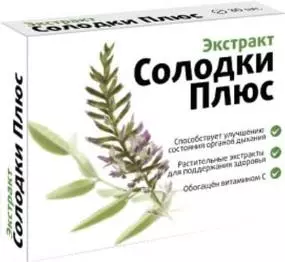 Экстракт
Солодки
Плюс
Способствует улучшению
состояния органов дыхания
Растительные экстракты
для поддержания здоровья
Обогащён витамином С
Экстракт
Солодки Плюс